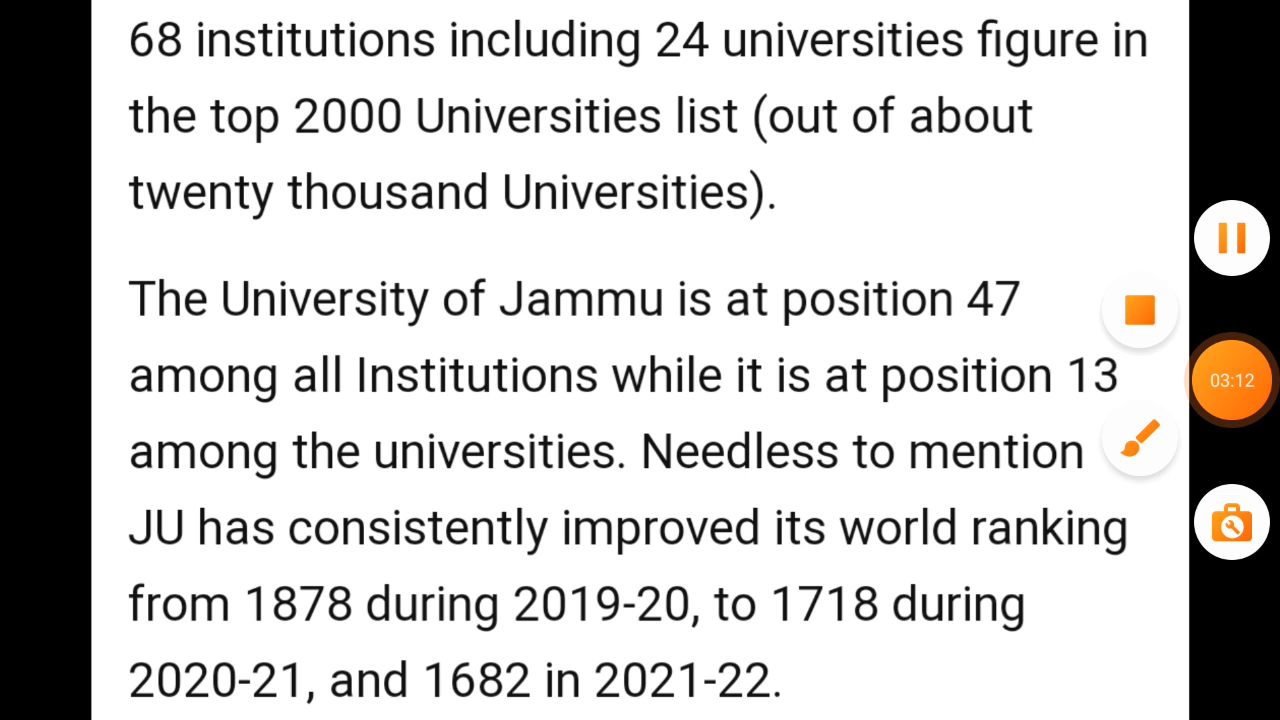 68 institutions including 24 universities figure in
the top 2000 Universities list (out of about
twenty thousand Universities).
The University of Jammu is at position 47
among all Institutions while it is at position 13
among the universities. Needless to mention
JU has consistently improved its world ranking
from 1878 during 2019-20, to 1718 during
2020-21, and 1682 in 2021-22.
03:12